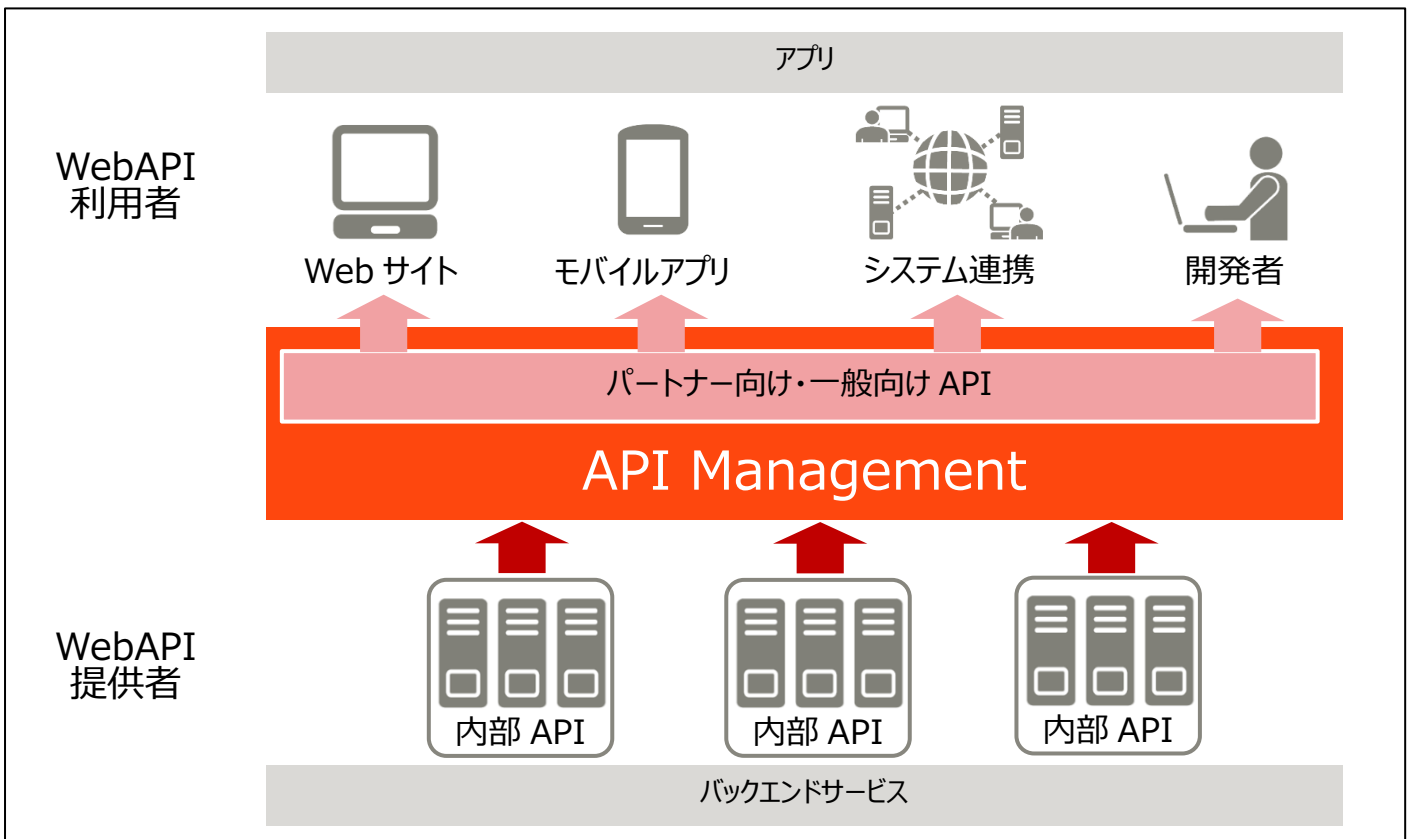 アプリ
WebAPI
利用者
Web サイト
モバイルアプリ
システム連携
開発者
パートナー向け・一般向け API
API Management
WebAPI
提供者
内部 API
内部 API
内部 API
バックエンドサービス